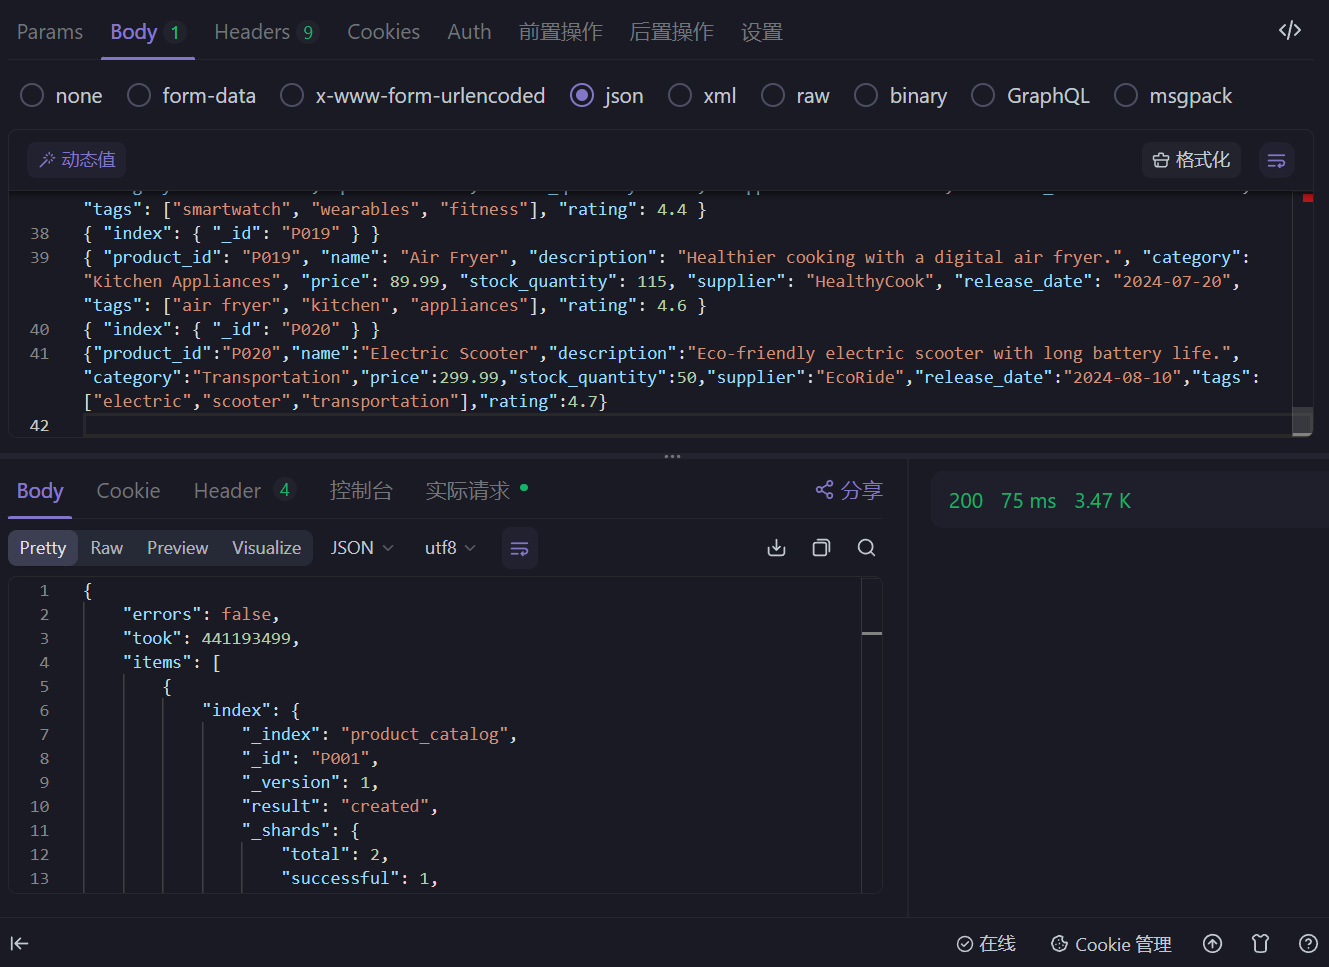 Params Body 1 Headers 9 Cookies Auth 前置操作 后置操作 设置
none form-data x-www-form-urlencoded json xml raw binary GraphQL msgpack
动态值 格式化
"tags": ["smartwatch", "wearables", "fitness"], "rating": 4.4 }
38 { "index": { "_id": "P019" } }
39 { "product_id": "P019", "name": "Air Fryer", "description": "Healthier cooking with a digital air fryer.", "category":
"Kitchen Appliances", "price": 89.99, "stock_quantity": 115, "supplier": "HealthyCook", "release_date": "2024-07-20",
"tags": ["air fryer", "kitchen", "appliances"], "rating": 4.6 }
40 { "index": { "_id": "P020" } }
41 {"product_id":"P020","name":"Electric Scooter","description":"Eco-friendly electric scooter with long battery life.",
"category":"Transportation","price":299.99,"stock_quantity":50,"supplier":"EcoRide","release_date":"2024-08-10","tags":
["electric","scooter","transportation"],"rating":4.7}
42
Body Cookie Header 4 控制台 实际请求 分享
200 75 ms 3.47 K
Pretty Raw Preview Visualize JSON utf8
1 {
2 "errors": false,
3 "took": 441193499,
4 "items": [
5 {
6 "index": {
7 "_index": "product_catalog",
8 "_id": "P001",
9 "_version": 1,
10 "result": "created",
11 "_shards": {
12 "total": 2,
13 "successful": 1,
在线 Cookie 管理